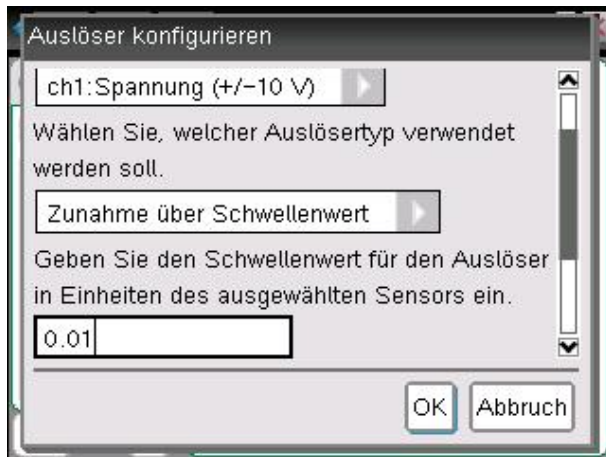 Auslöser konfigurieren
ch1:Spannung (+/−10 V)
Wählen Sie, welcher Auslösertyp verwendet
werden soll.
Zunahme über Schwellenwert
Geben Sie den Schwellenwert für den Auslöser
in Einheiten des ausgewählten Sensors ein.
0.01
OK Abbruch